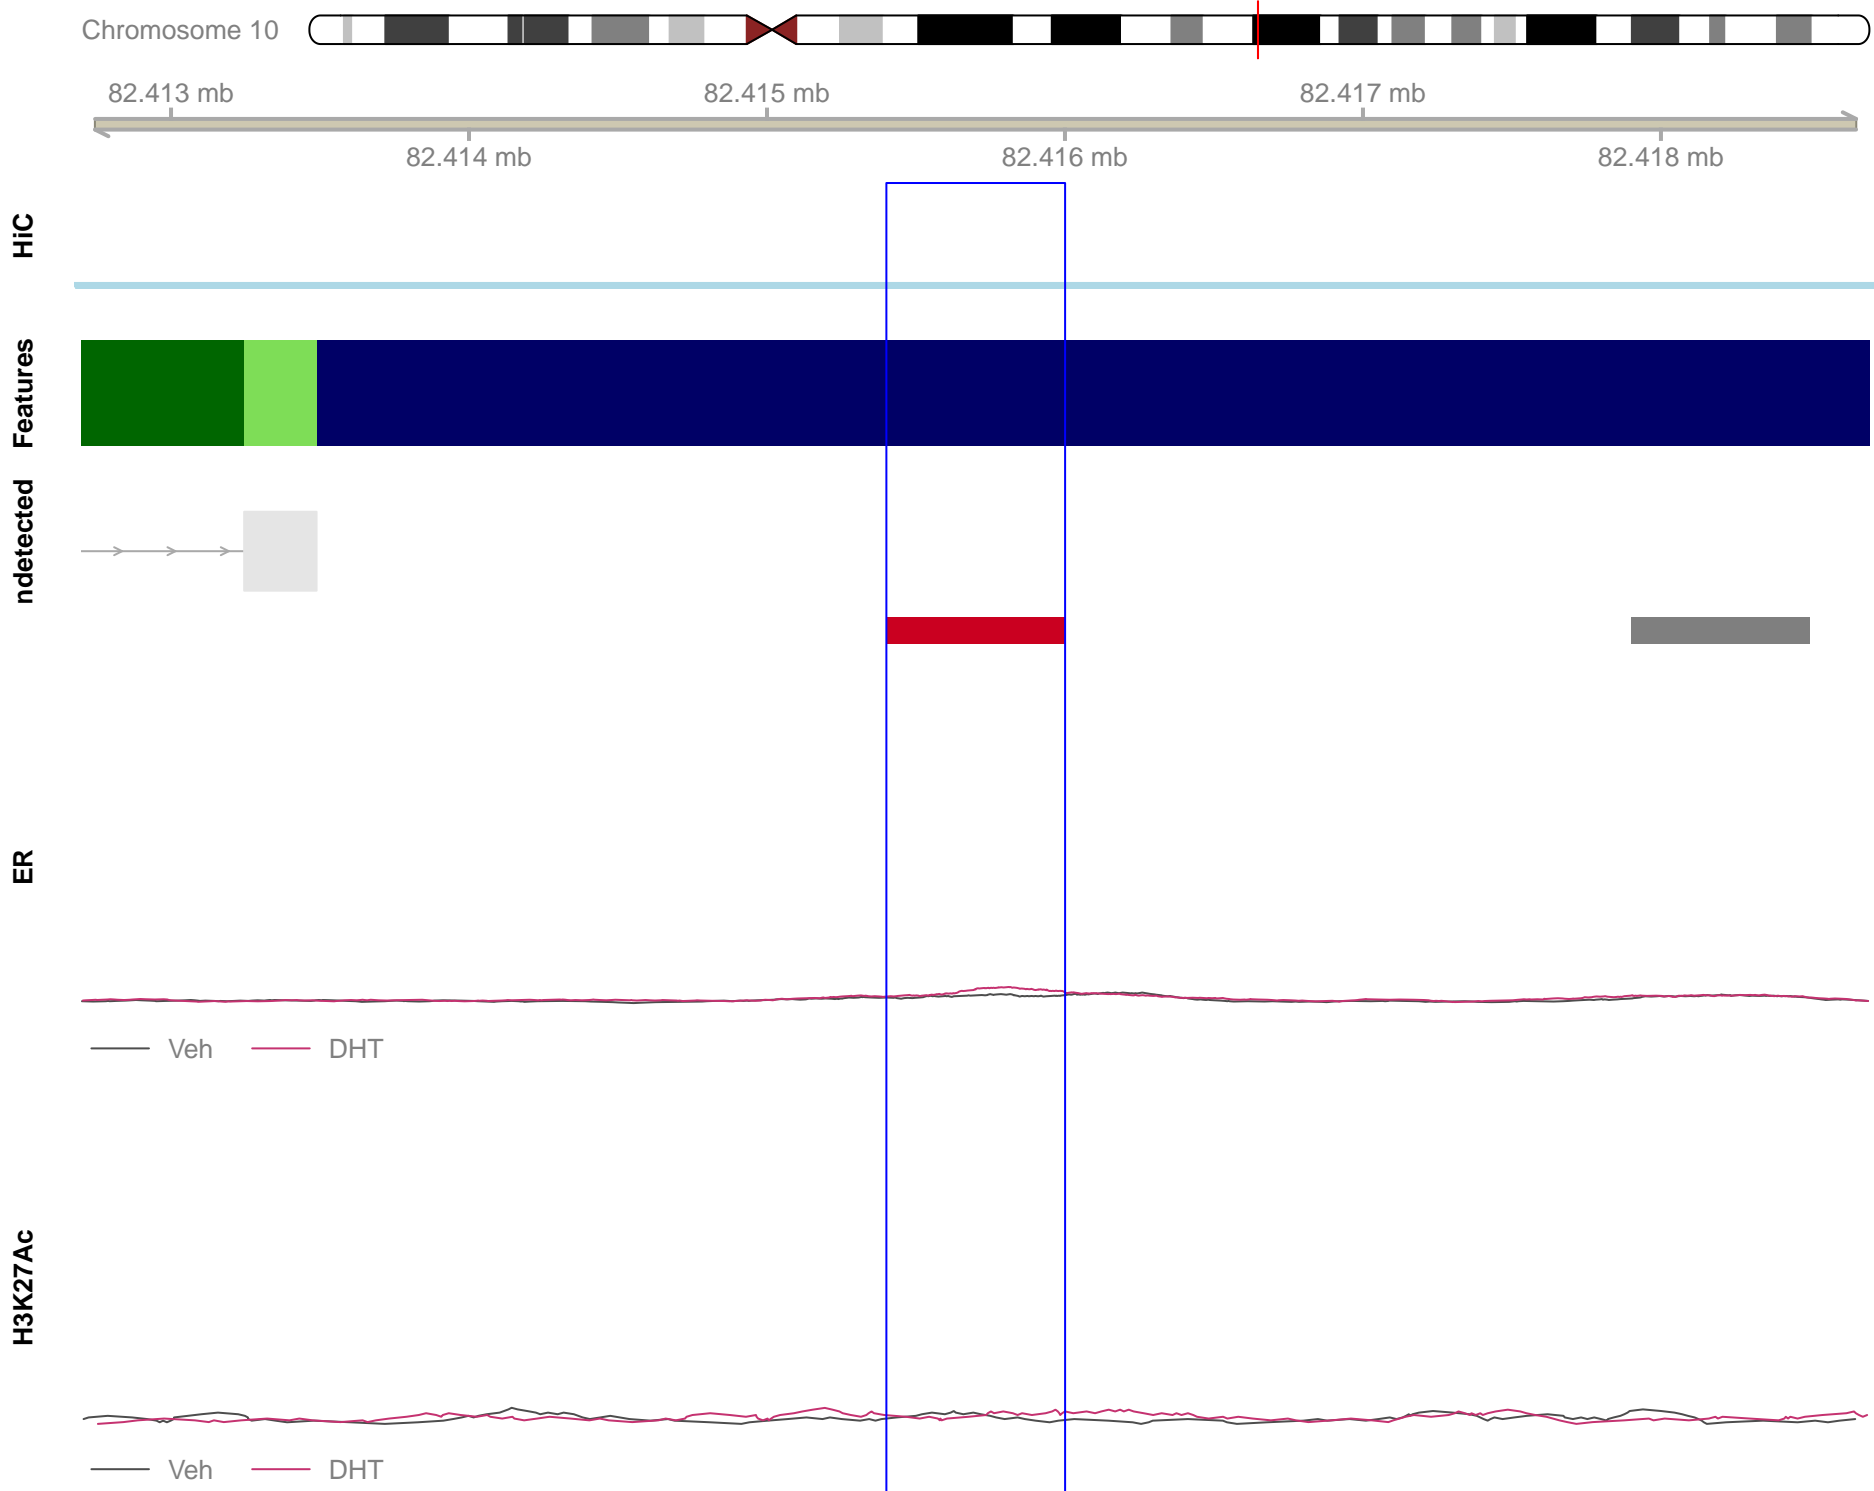 Chromosome 10
82.413 mb
82.415 mb
82.417 mb
82.414 mb
82.416 mb
82.418 mb
HiC
Features
ndetected
ER
Veh
DHT
H3K27Ac
Veh
DHT